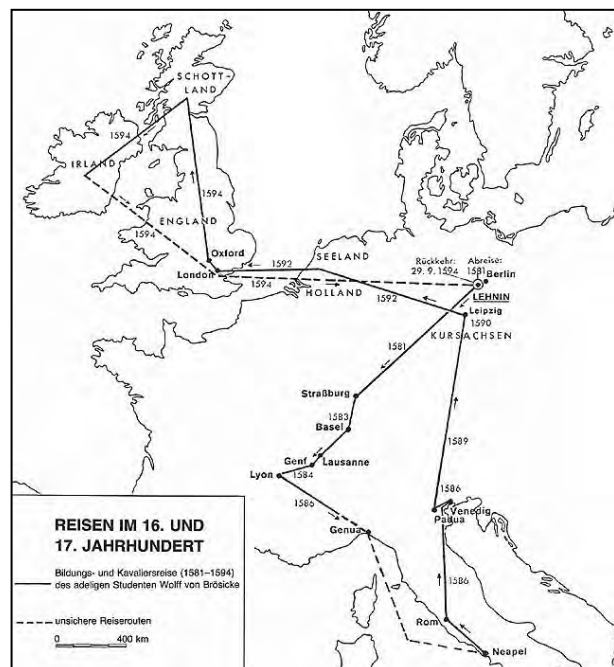 SCHOTT-
LAND
1594
IRLAND
1594
ENGLAND
1594
Oxford
London
1592
1594
SEELAND
HOLLAND
1592
Rückkehr:
29. 9. 1594
Abreise:
1581
Berlin
LEHNIN
Leipzig
1590
KURSACHSEN
1581
Straßburg
1583
Basel
Lausanne
Genf
1584
Lyon
1586
1589
1586
Venedig
Padua
Genua
1586
Rom
Neapel
REISEN IM 16. UND
17. JAHRHUNDERT
Bildungs- und Kavaliersreise (1581–1594)
des adeligen Studenten Wolff von Brösicke
unsichere Reiserouten
0 400 km